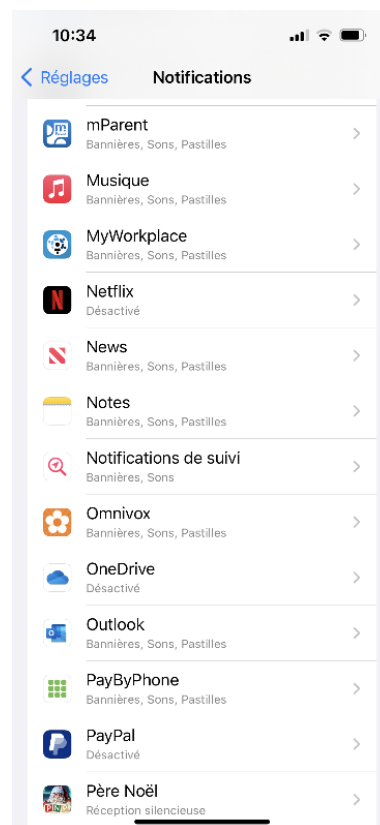 10:34
Réglages Notifications
mParent
Bannières, Sons, Pastilles
Musique
Bannières, Sons, Pastilles
MyWorkplace
Bannières, Sons, Pastilles
Netflix
Désactivé
News
Bannières, Sons, Pastilles
Notes
Bannières, Sons, Pastilles
Notifications de suivi
Bannières, Sons
Omnivox
Bannières, Sons, Pastilles
OneDrive
Désactivé
Outlook
Bannières, Sons, Pastilles
PayByPhone
Bannières, Sons, Pastilles
PayPal
Désactivé
Père Noël
Réception silencieuse